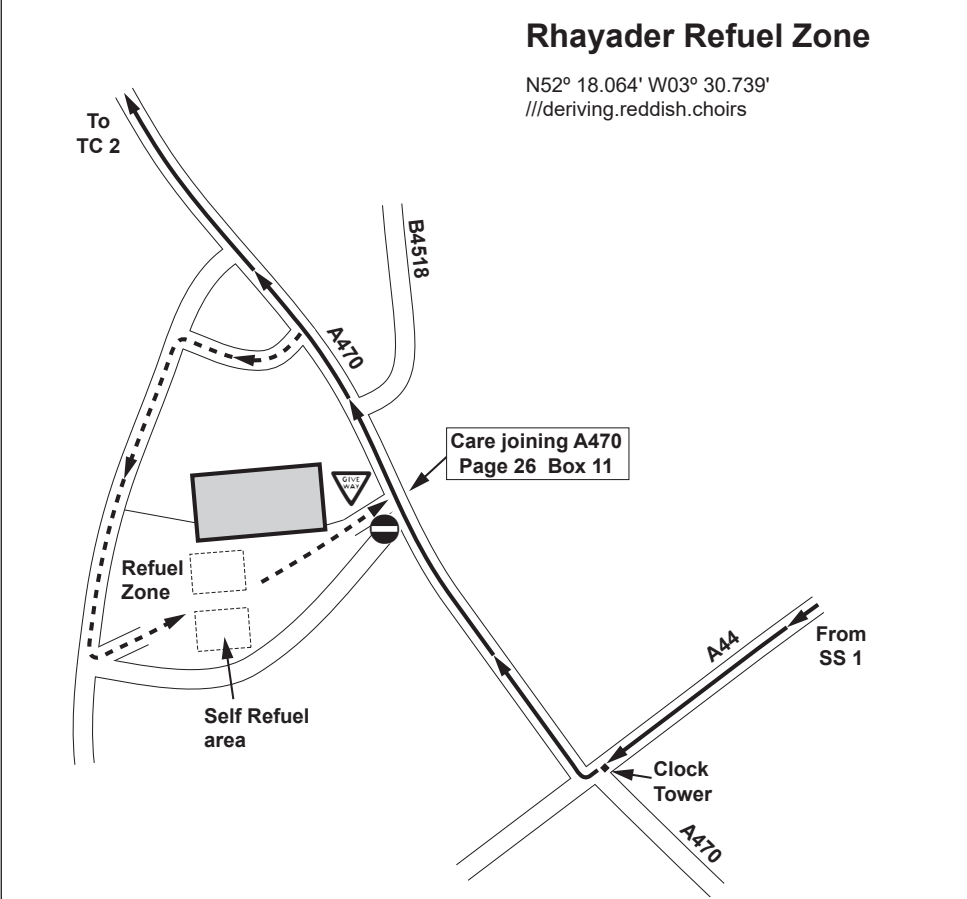 Rhayader Refuel Zone
N52º 18.064' W03º 30.739'
///deriving.reddish.choirs
To
TC 2
B4518
A470
Care joining A470
Page 26  Box 11
GIVE
WAY
Refuel
Zone
A44
From
SS 1
Self Refuel
area
Clock
Tower
A470